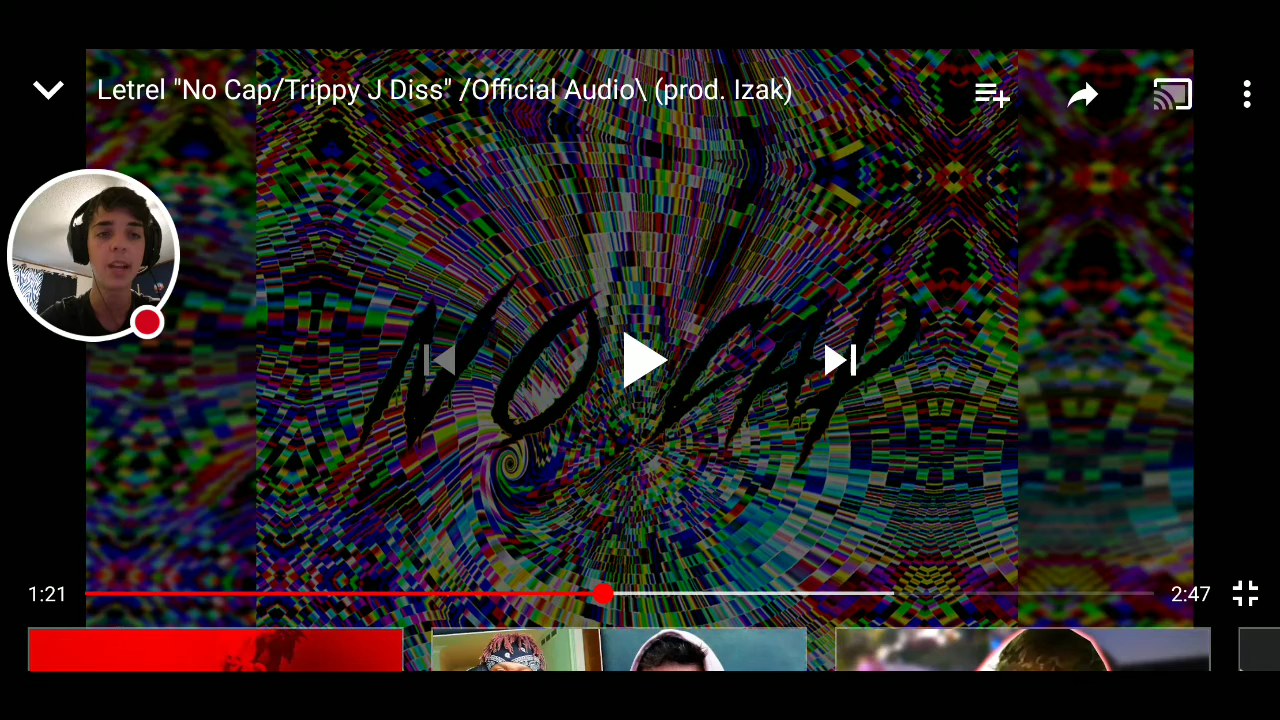 Letrel "No Cap/Trippy J Diss" /Official Audio\ (prod. Izak)
NO CAP
1:21
2:47